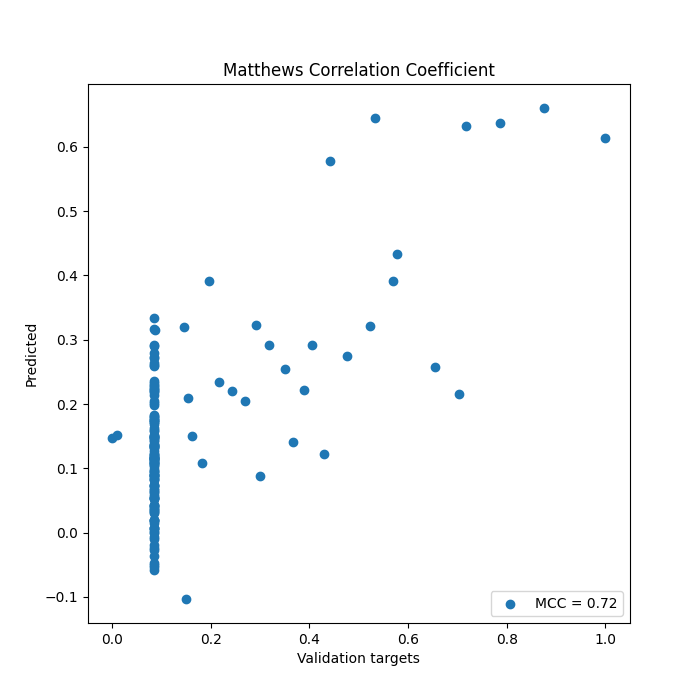 Matthews Correlation Coefficient
Predicted
0.6
0.5
0.4
0.3
0.2
0.1
0.0
−0.1
0.0 0.2 0.4 0.6 0.8 1.0
Validation targets
MCC = 0.72